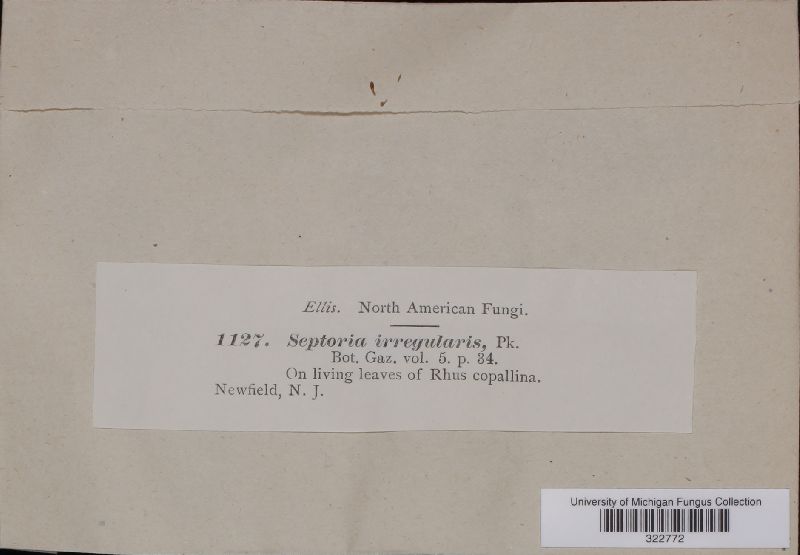 Ellis. North American Fungi.
1127. Septoria irregularis, Pk.
Bot. Gaz. vol. 5. p. 34.
On living leaves of Rhus copallina.
Newfield, N. J.
University of Michigan Fungus Collection
322772